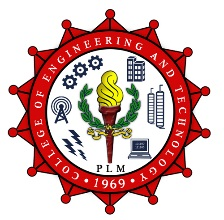 COLLEGE OF ENGINEERING AND TECHNOLOGY
PLM
• 1969 •